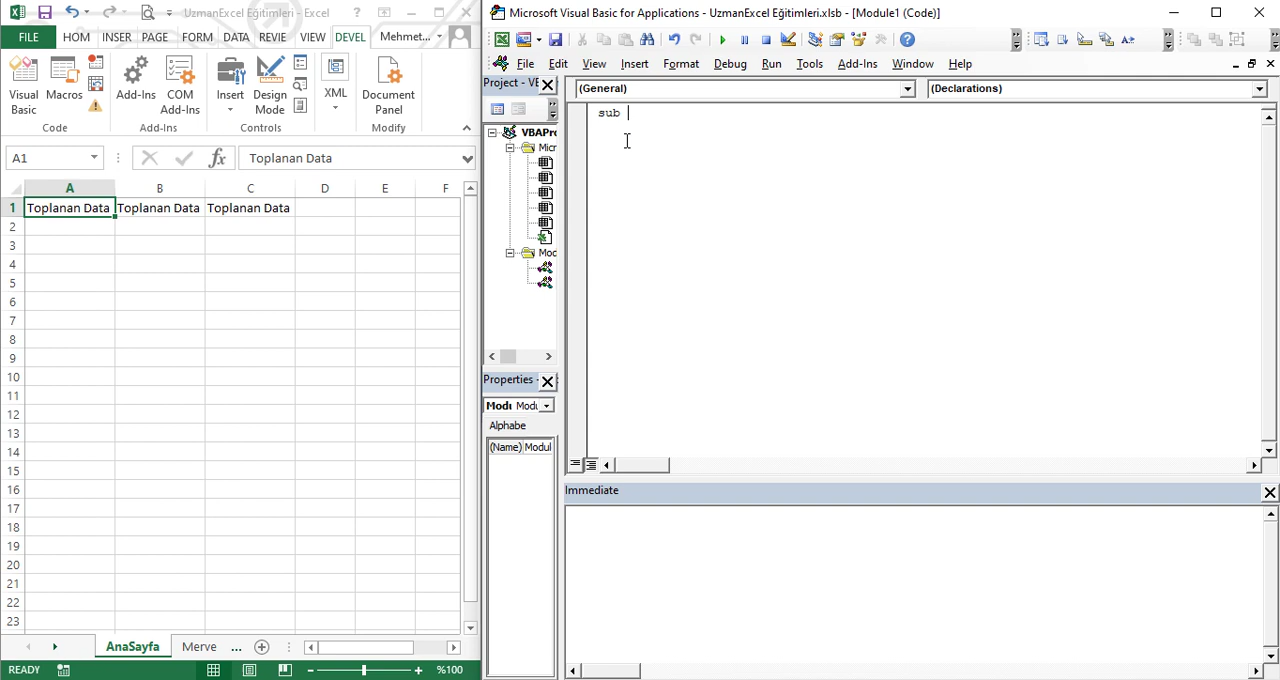 UzmanExcel Eğitimleri - Excel
FILE HOM INSER PAGE FORM DATA REVIE VIEW DEVEL Mehmet...
Visual Basic
Macros
Code
Add-Ins
COM Add-Ins
Add-Ins
Insert
Design Mode
Controls
XML
Document Panel
Modify
A1
fx
Toplanan Data
A B C D E F
1 Toplanan Data Toplanan Data Toplanan Data
2
3
4
5
6
7
8
9
10
11
12
13
14
15
16
17
18
19
20
21
22
23
AnaSayfa Merve ...
READY
%100
Microsoft Visual Basic for Applications - UzmanExcel Eğitimleri.xlsb - [Module1 (Code)]
File Edit View Insert Format Debug Run Tools Add-Ins Window Help
Project - VE
VBAPro
Micr
Mod
Properties -
Modu Modu
Alphabe
(Name) Modul
(General)
(Declarations)
sub
Immediate